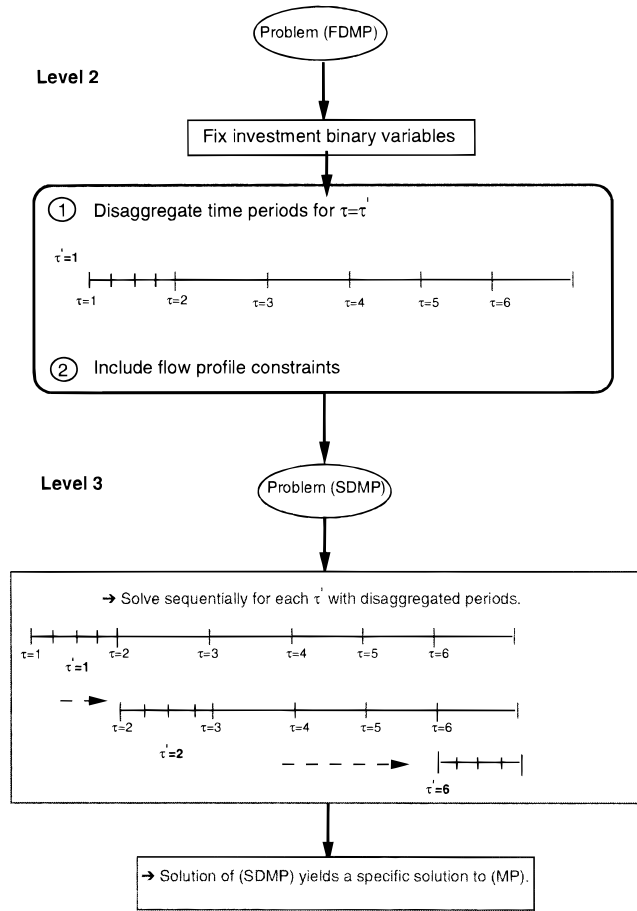 Problem (FDMP)
Level 2
Fix investment binary variables
1 Disaggregate time periods for τ=τ'
τ'=1
τ=1 τ=2 τ=3 τ=4 τ=5 τ=6
2 Include flow profile constraints
Level 3
Problem (SDMP)
➔ Solve sequentially for each τ' with disaggregated periods.
τ=1 τ'=1 τ=2 τ=3 τ=4 τ=5 τ=6
τ=2 τ=3 τ=4 τ=5 τ=6
τ'=2
τ'=6
➔ Solution of (SDMP) yields a specific solution to (MP).